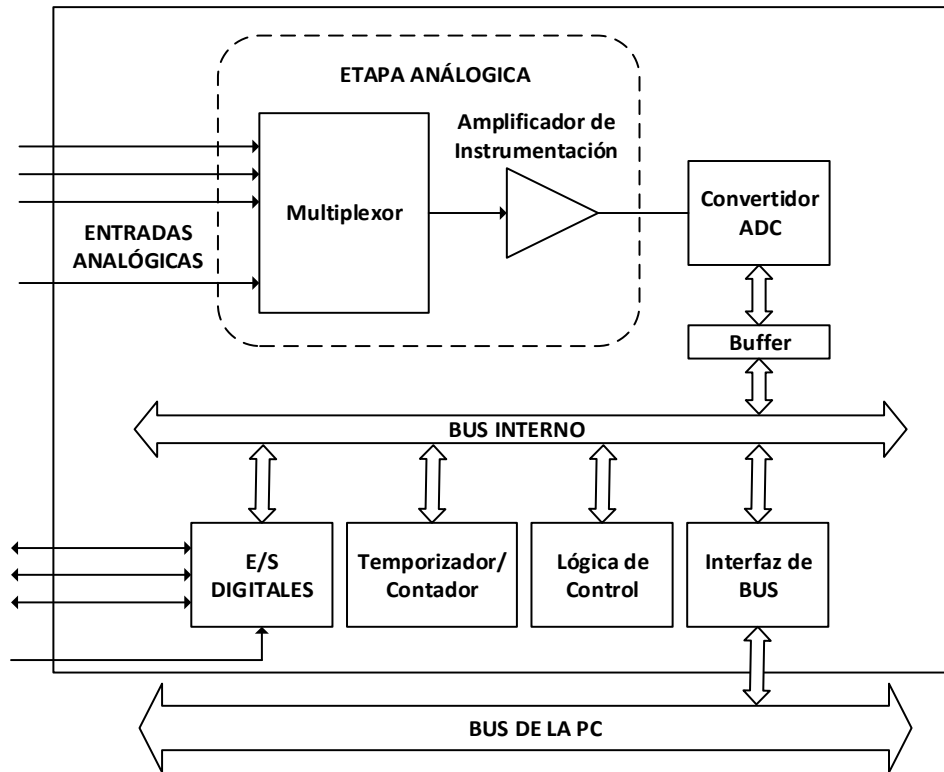 ETAPA ANÁLOGICA
Amplificador de
Instrumentación
Multiplexor
Convertidor
ADC
ENTRADAS
ANALÓGICAS
Buffer
BUS INTERNO
E/S
DIGITALES
Temporizador/
Contador
Lógica de
Control
Interfaz de
BUS
BUS DE LA PC